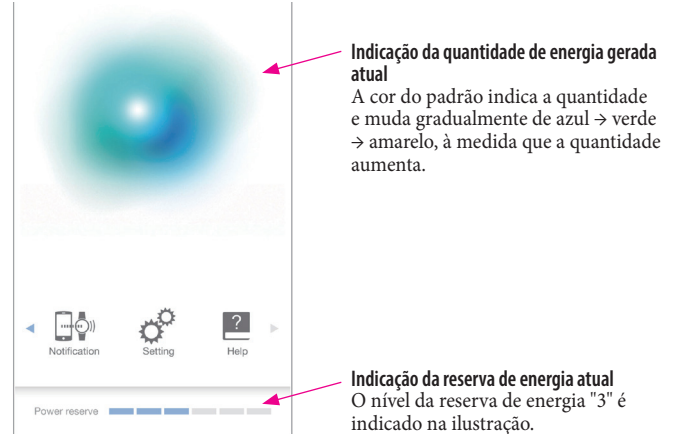 Indicação da quantidade de energia gerada
atual
A cor do padrão indica a quantidade
e muda gradualmente de azul → verde
→ amarelo, à medida que a quantidade
aumenta.
?
Notification
Setting
Help
Indicação da reserva de energia atual
O nível da reserva de energia "3" é
indicado na ilustração.
Power reserve